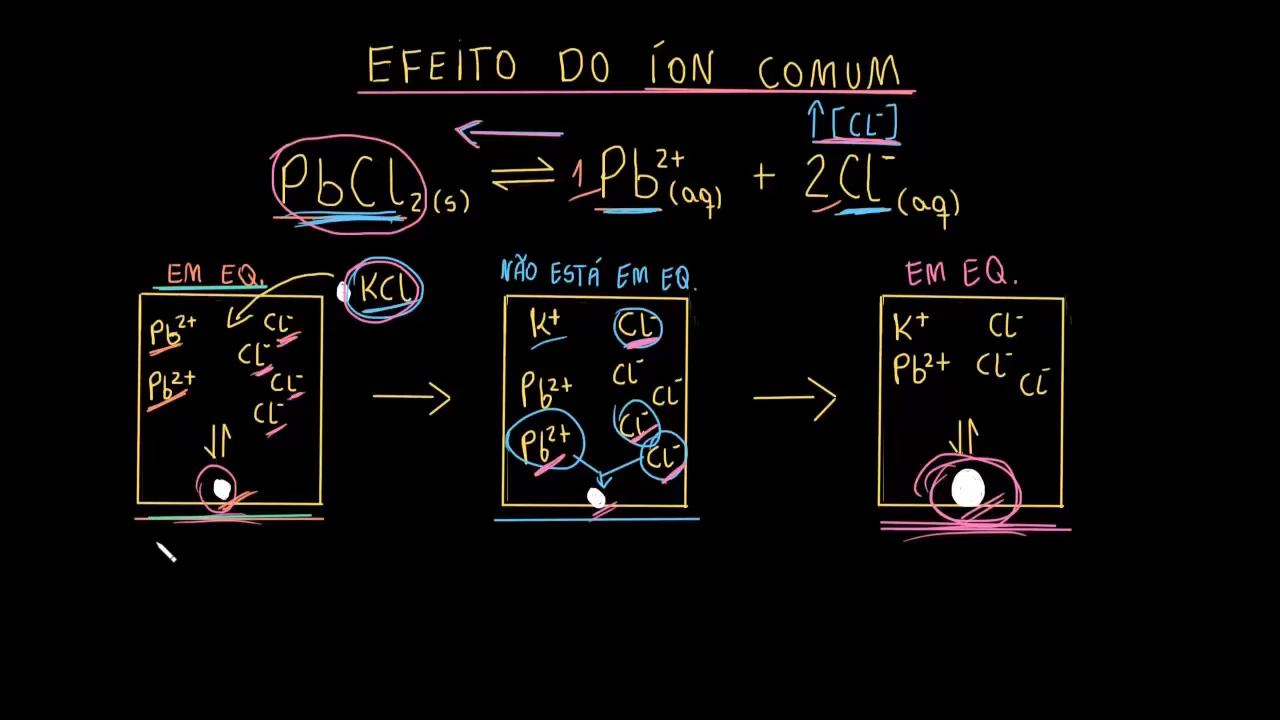 EFEITO DO ÍON COMUM
↑[Cl⁻]
PbCl₂(s) ⇌ 1Pb²⁺(aq) + 2Cl⁻(aq)
EM EQ.
KCl
Pb²⁺ Cl⁻
Cl⁻
Pb²⁺ Cl⁻
Cl⁻
NÃO ESTÁ EM EQ.
K⁺ Cl⁻
Cl⁻
Pb²⁺ Cl⁻
Cl⁻
Pb²⁺ Cl⁻
EM EQ.
K⁺ Cl⁻
Pb²⁺ Cl⁻
Cl⁻